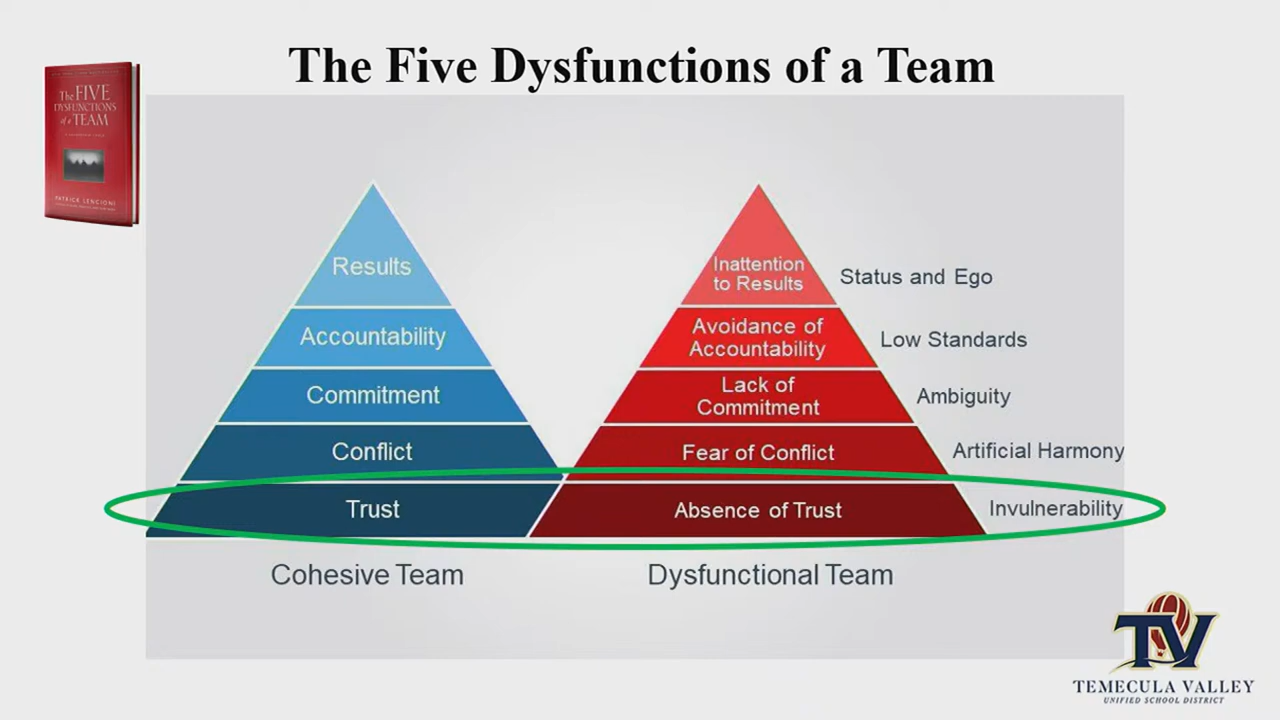 The Five Dysfunctions of a Team
The FIVE
DYSFUNCTIONS
of a TEAM
PATRICK LENCIONI
Results
Accountability
Commitment
Conflict
Trust
Cohesive Team
Inattention
to Results
Status and Ego
Avoidance of
Accountability
Low Standards
Lack of
Commitment
Ambiguity
Fear of Conflict
Artificial Harmony
Absence of Trust
Invulnerability
Dysfunctional Team
TV
TEMECULA VALLEY
UNIFIED SCHOOL DISTRICT